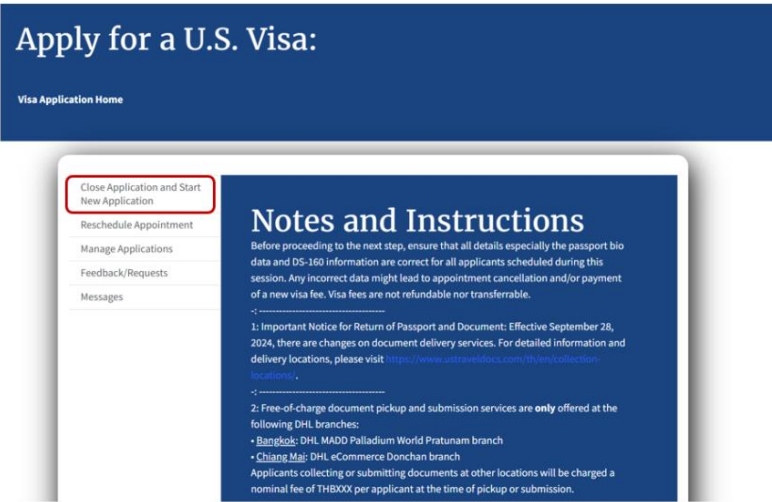 Apply for a U.S. Visa:
Visa Application Home
Close Application and Start
New Application
Reschedule Appointment
Manage Applications
Feedback/Requests
Messages
Notes and Instructions
Before proceeding to the next step, ensure that all details especially the passport bio
data and DS-160 information are correct for all applicants scheduled during this
session. Any incorrect data might lead to appointment cancellation and/or payment
of a new visa fee. Visa fees are not refundable nor transferrable.
-: ------------------------------------
1: Important Notice for Return of Passport and Document: Effective September 28,
2024, there are changes on document delivery services. For detailed information and
delivery locations, please visit https://www.ustraveldocs.com/th/en/collection-
locations/.
-: ------------------------------------
2: Free-of-charge document pickup and submission services are only offered at the
following DHL branches:
• Bangkok: DHL MADD Palladium World Pratunam branch
• Chiang Mai: DHL eCommerce Donchan branch
Applicants collecting or submitting documents at other locations will be charged a
nominal fee of THBXXX per applicant at the time of pickup or submission.